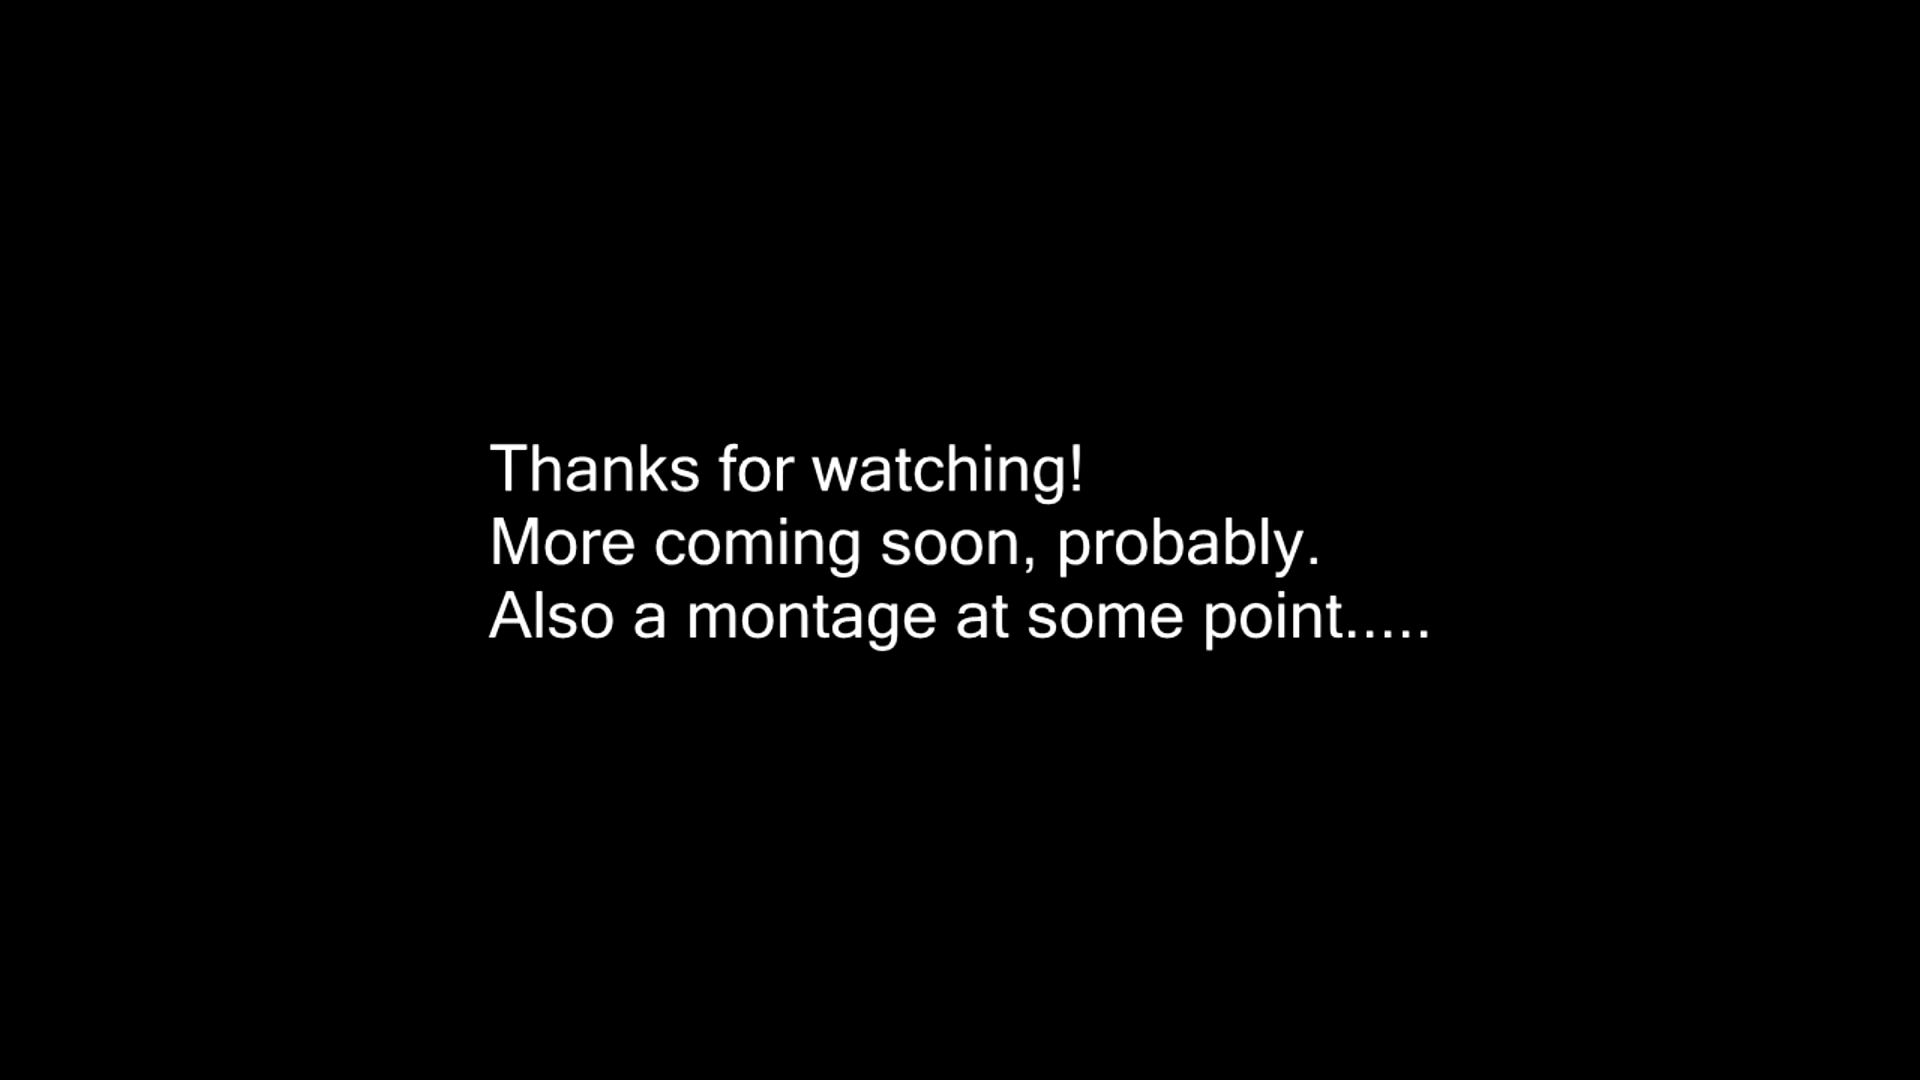 Thanks for watching!
More coming soon, probably.
Also a montage at some point.....